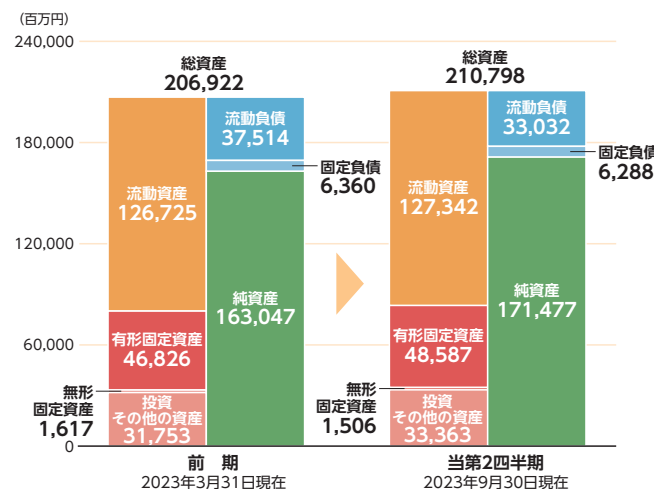 （百万円）
240,000
180,000
120,000
60,000
0
総資産
206,922
流動資産
126,725
有形固定資産
46,826
無形
固定資産
1,617
投資
その他の資産
31,753
流動負債
37,514
固定負債
6,360
純資産
163,047
前　期
2023年3月31日現在
総資産
210,798
流動資産
127,342
有形固定資産
48,587
無形
固定資産
1,506
投資
その他の資産
33,363
流動負債
33,032
固定負債
6,288
純資産
171,477
当第2四半期
2023年9月30日現在